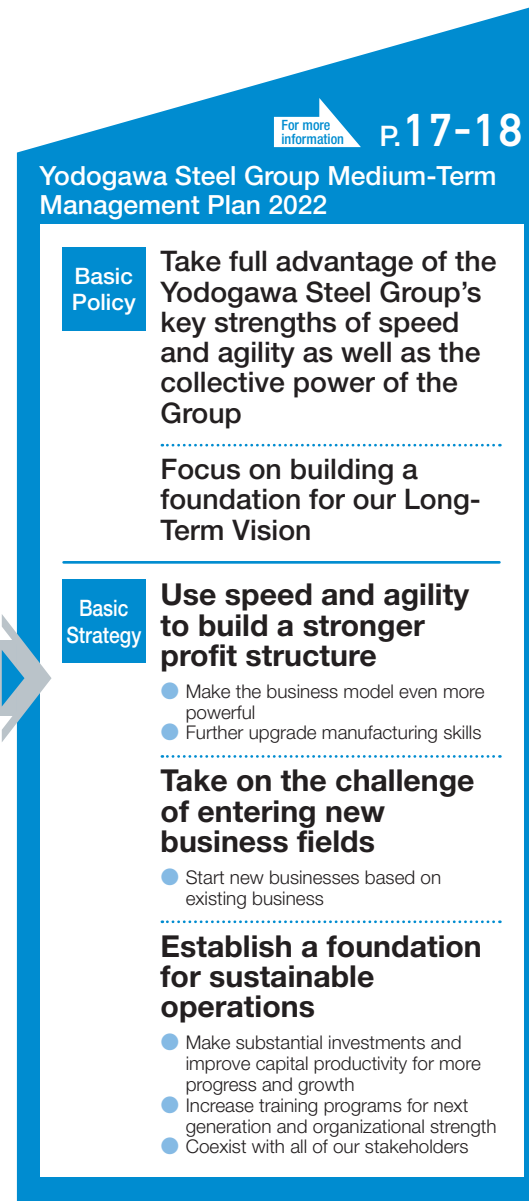 For more
information
P.17-18
Yodogawa Steel Group Medium-Term
Management Plan 2022
Basic
Policy
Take full advantage of the
Yodogawa Steel Group’s
key strengths of speed
and agility as well as the
collective power of the
Group
Focus on building a
foundation for our Long-
Term Vision
Basic
Strategy
Use speed and agility
to build a stronger
profit structure
● Make the business model even more
powerful
● Further upgrade manufacturing skills
Take on the challenge
of entering new
business fields
● Start new businesses based on
existing business
Establish a foundation
for sustainable
operations
● Make substantial investments and
improve capital productivity for more
progress and growth
● Increase training programs for next
generation and organizational strength
● Coexist with all of our stakeholders